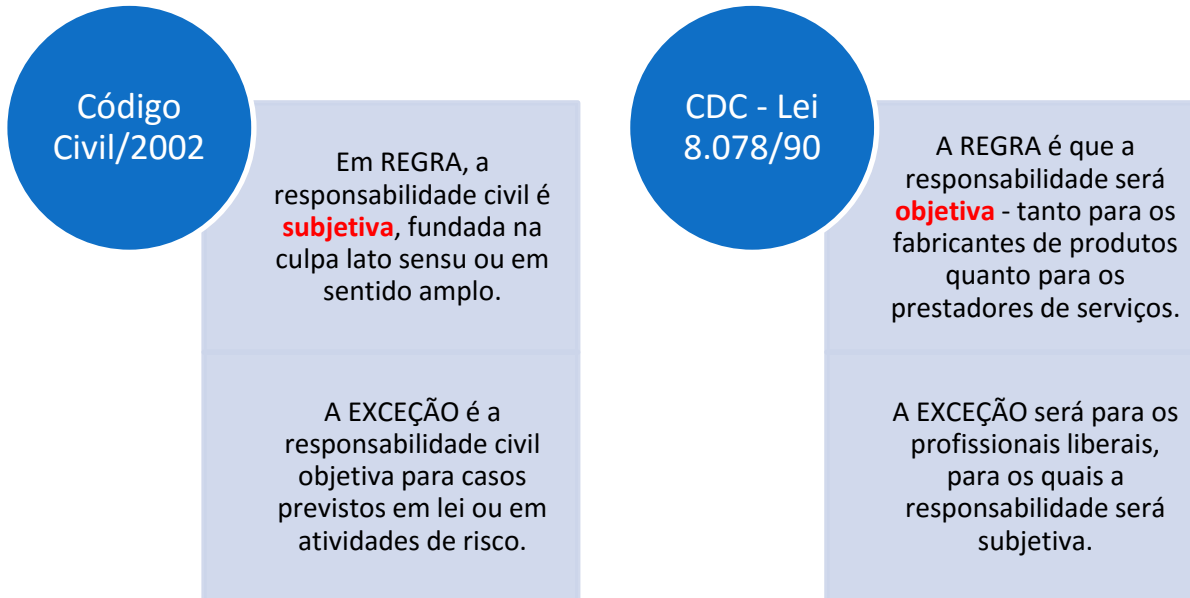 Código
Civil/2002
Em REGRA, a
responsabilidade civil é
subjetiva, fundada na
culpa lato sensu ou em
sentido amplo.
A EXCEÇÃO é a
responsabilidade civil
objetiva para casos
previstos em lei ou em
atividades de risco.
CDC - Lei
8.078/90
A REGRA é que a
responsabilidade será
objetiva - tanto para os
fabricantes de produtos
quanto para os
prestadores de serviços.
A EXCEÇÃO será para os
profissionais liberais,
para os quais a
responsabilidade será
subjetiva.